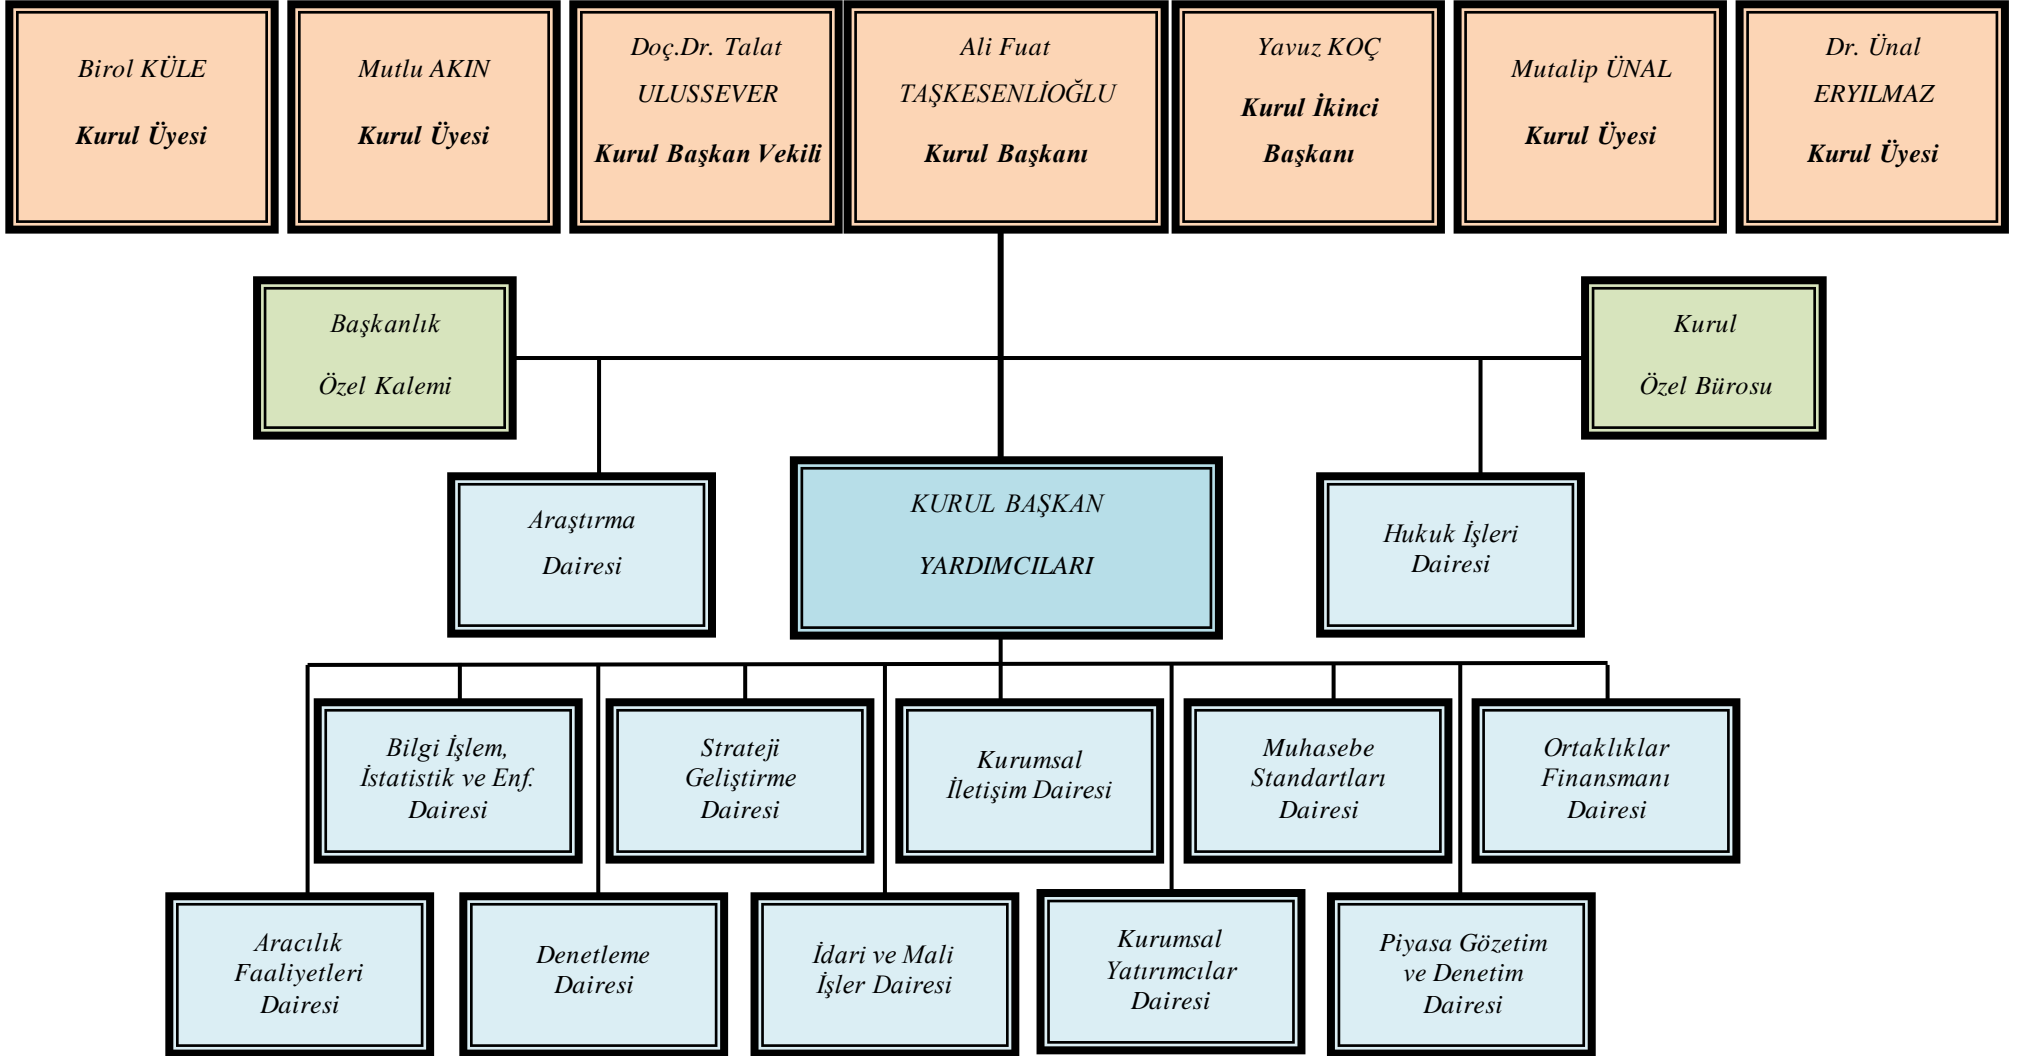 Birol KÜLE
Kurul Üyesi
Mutlu AKIN
Kurul Üyesi
Doç.Dr. Talat
ULUSSEVER
Kurul Başkan Vekili
Ali Fuat
TAŞKESENLİOĞLU
Kurul Başkanı
Yavuz KOÇ
Kurul İkinci
Başkanı
Mutalip ÜNAL
Kurul Üyesi
Dr. Ünal
ERYILMAZ
Kurul Üyesi
Başkanlık
Özel Kalemi
Kurul
Özel Bürosu
Araştırma
Dairesi
KURUL BAŞKAN
YARDIMCILARI
Hukuk İşleri
Dairesi
Bilgi İşlem,
İstatistik ve Enf.
Dairesi
Strateji
Geliştirme
Dairesi
Kurumsal
İletişim Dairesi
Muhasebe
Standartları
Dairesi
Ortaklıklar
Finansmanı
Dairesi
Aracılık
Faaliyetleri
Dairesi
Denetleme
Dairesi
İdari ve Mali
İşler Dairesi
Kurumsal
Yatırımcılar
Dairesi
Piyasa Gözetim
ve Denetim
Dairesi